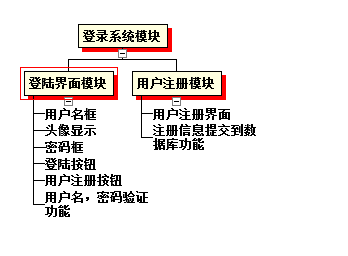 登录系统模块
登陆界面模块
用户名框
头像显示
密码框
登陆按钮
用户注册按钮
用户名，密码验证
功能
用户注册模块
用户注册界面
注册信息提交到数
据库功能